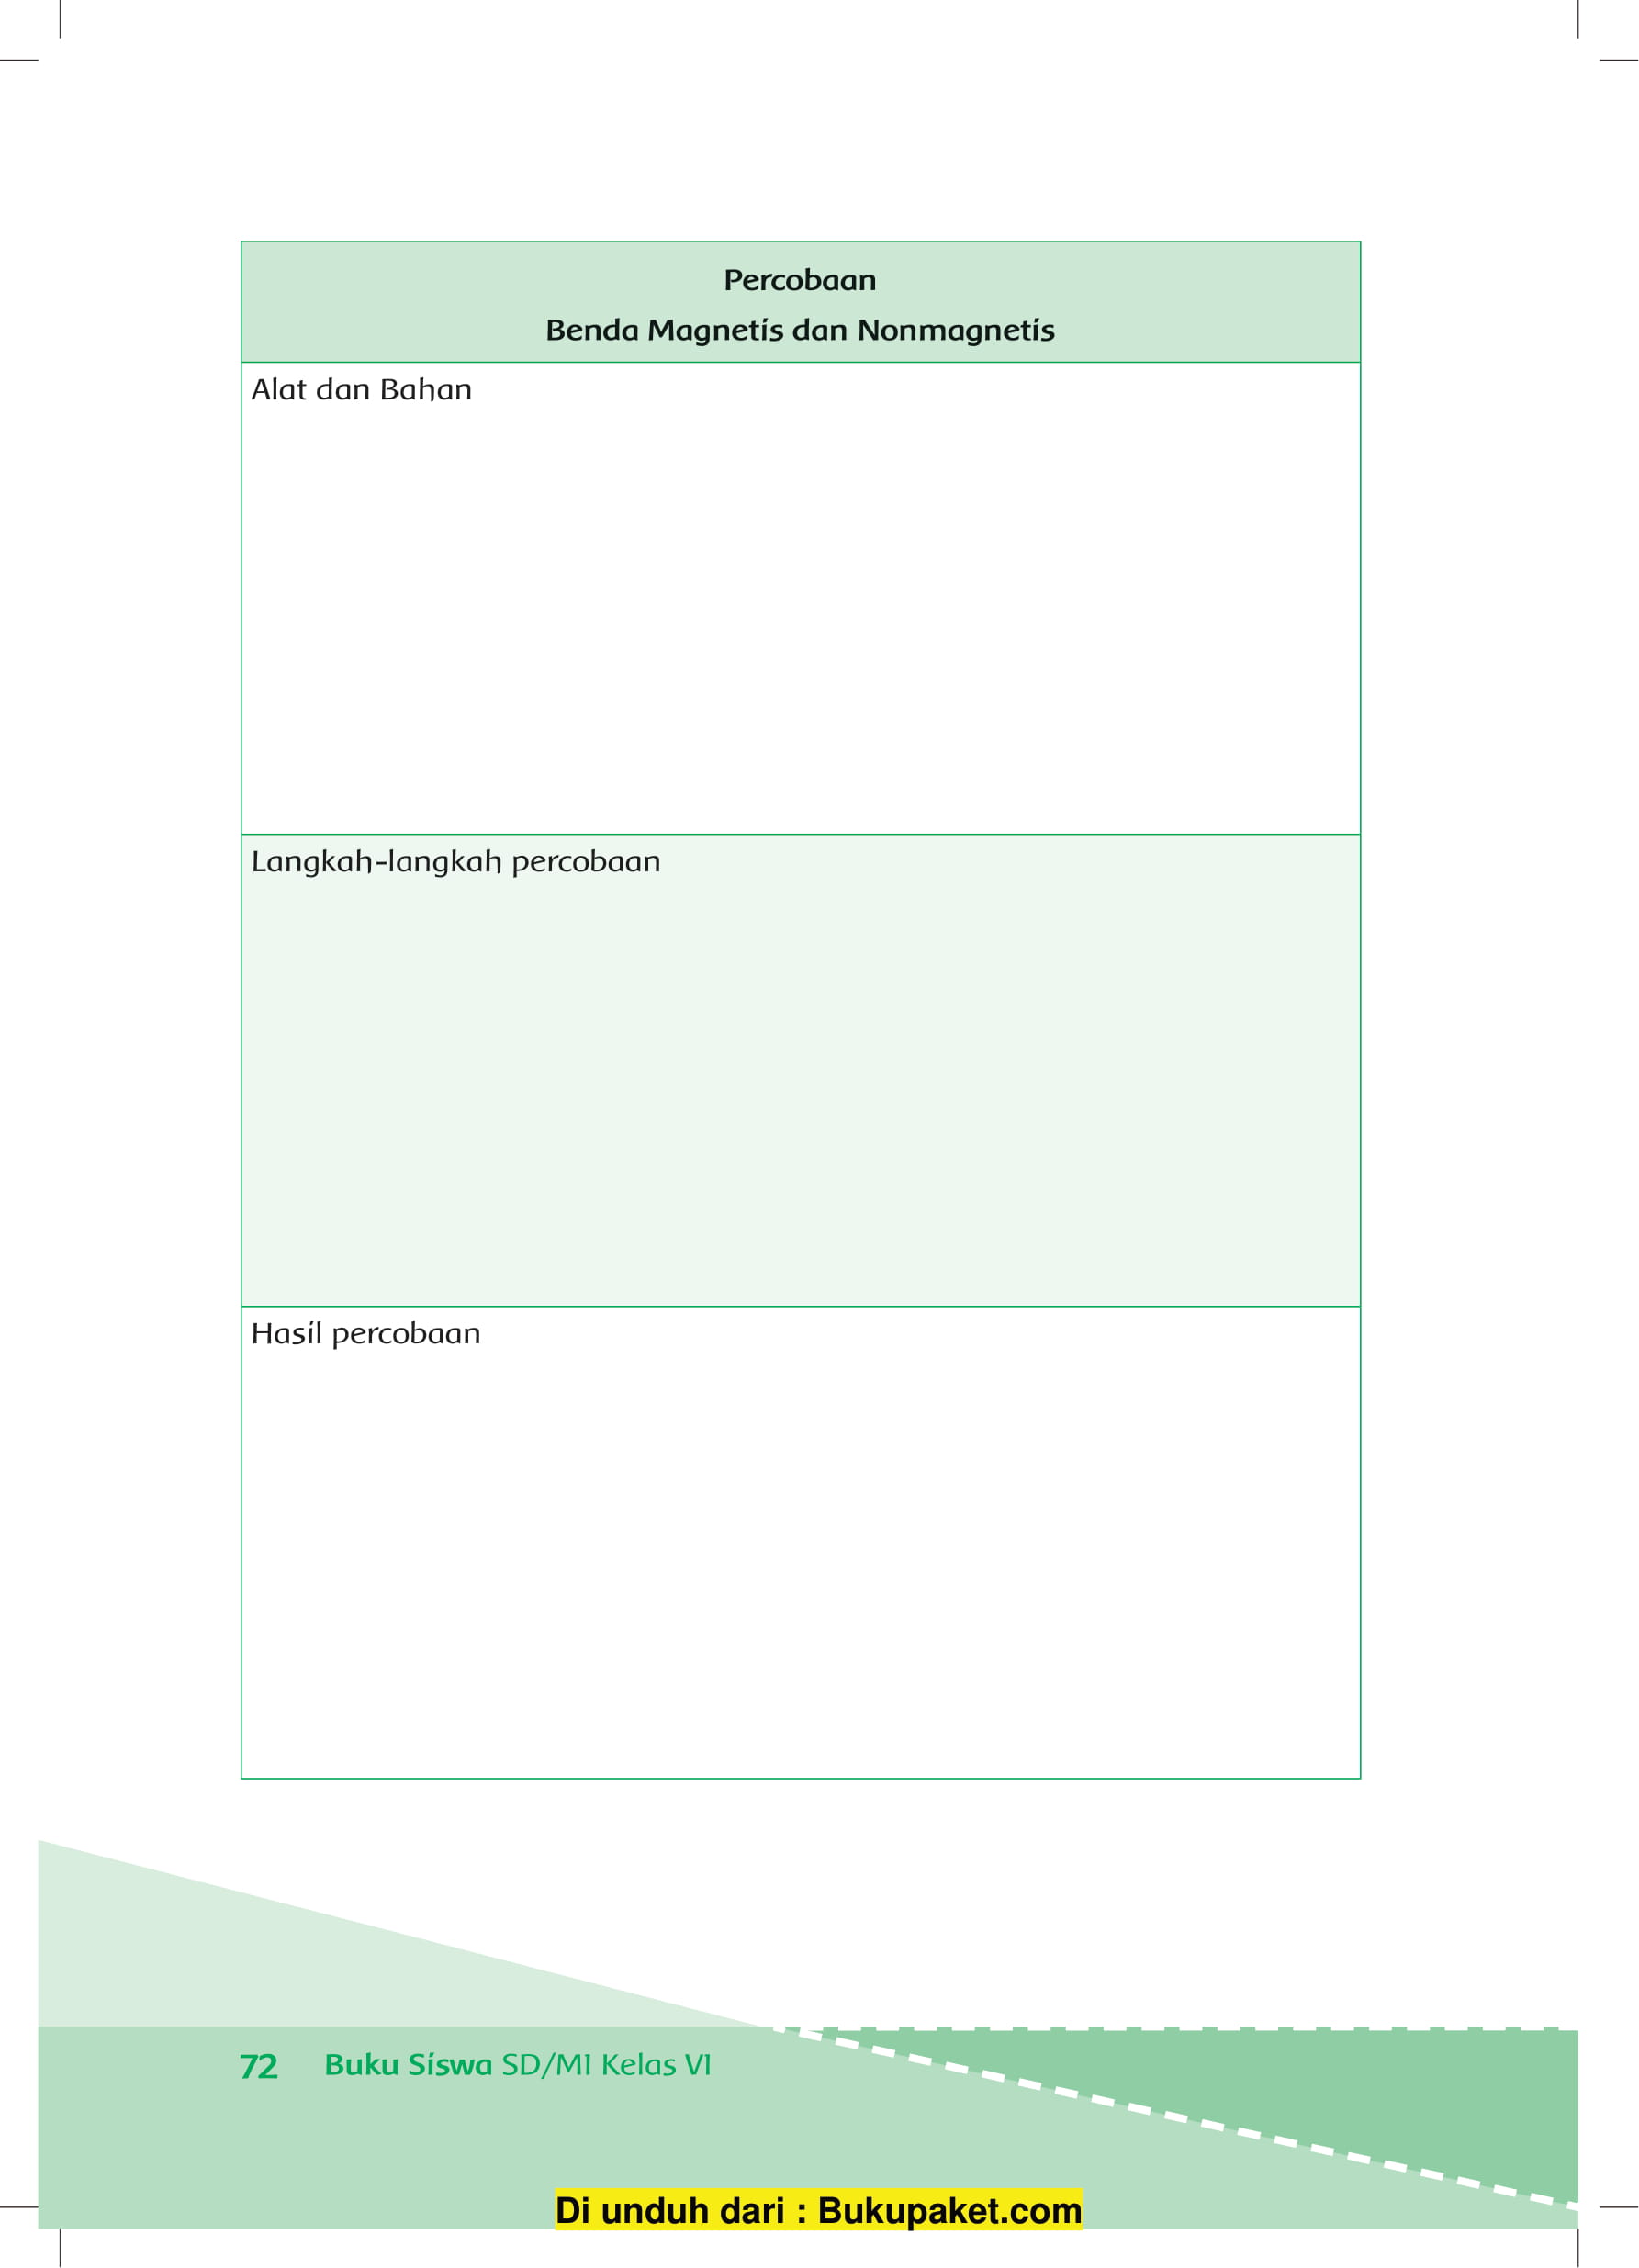 Percobaan
Benda Magnetis dan Nonmagnetis
Alat dan Bahan
Langkah-langkah percobaan
Hasil percobaan
72 Buku Siswa SD/MI Kelas VI
Di unduh dari : Bukupaket.com